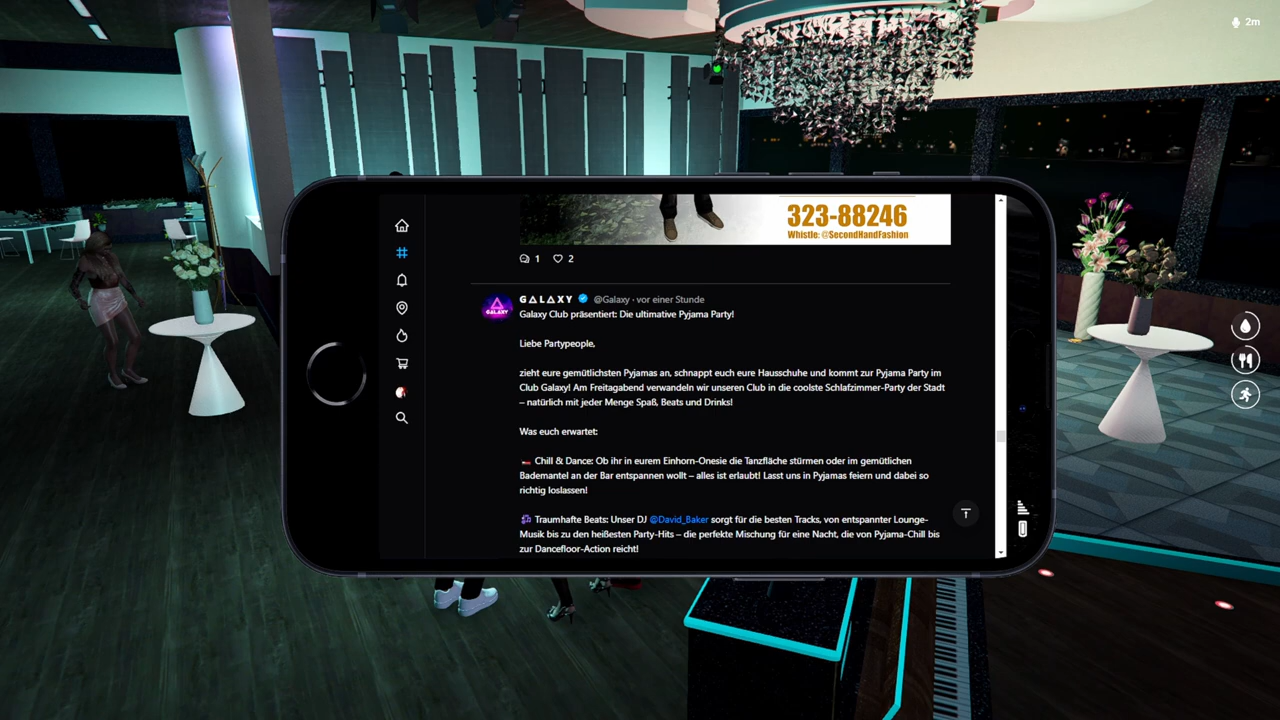 2m
323-88246
Whistle: @SecondHandFashion
1 2
GALAXY @Galaxy · vor einer Stunde
Galaxy Club präsentiert: Die ultimative Pyjama Party!
Liebe Partypeople,
zieht eure gemütlichsten Pyjamas an, schnappt euch eure Hausschuhe und kommt zur Pyjama Party im
Club Galaxy! Am Freitagabend verwandeln wir unseren Club in die coolste Schlafzimmer-Party der Stadt
– natürlich mit jeder Menge Spaß, Beats und Drinks!
Was euch erwartet:
🛏️ Chill & Dance: Ob ihr in eurem Einhorn-Onesie die Tanzfläche stürmen oder im gemütlichen
Bademantel an der Bar entspannen wollt – alles ist erlaubt! Lasst uns in Pyjamas feiern und dabei so
richtig loslassen!
🎶 Traumhafte Beats: Unser DJ @David_Baker sorgt für die besten Tracks, von entspannter Lounge-
Musik bis zu den heißesten Party-Hits – die perfekte Mischung für eine Nacht, die von Pyjama-Chill bis
zur Dancefloor-Action reicht!